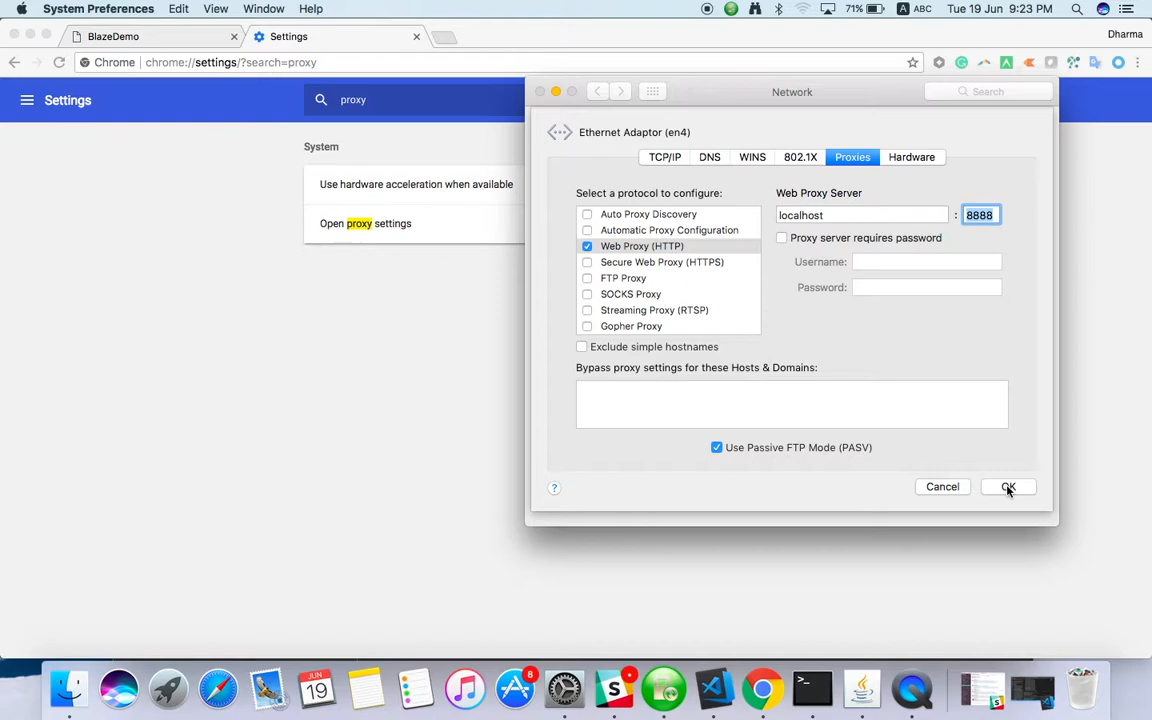 System Preferences Edit View Window Help 71% A ABC Tue 19 Jun 9:23 PM
BlazeDemo Settings Dharma
Chrome chrome://settings/?search=proxy
Settings proxy Network Search
Ethernet Adaptor (en4)
System
TCP/IP DNS WINS 802.1X Proxies Hardware
Use hardware acceleration when available
Open proxy settings
Select a protocol to configure:
Auto Proxy Discovery
Automatic Proxy Configuration
Web Proxy (HTTP)
Secure Web Proxy (HTTPS)
FTP Proxy
SOCKS Proxy
Streaming Proxy (RTSP)
Gopher Proxy
Web Proxy Server
localhost : 8888
Proxy server requires password
Username:
Password:
Exclude simple hostnames
Bypass proxy settings for these Hosts & Domains:
Use Passive FTP Mode (PASV)
? Cancel OK
JUN
19
8
>_